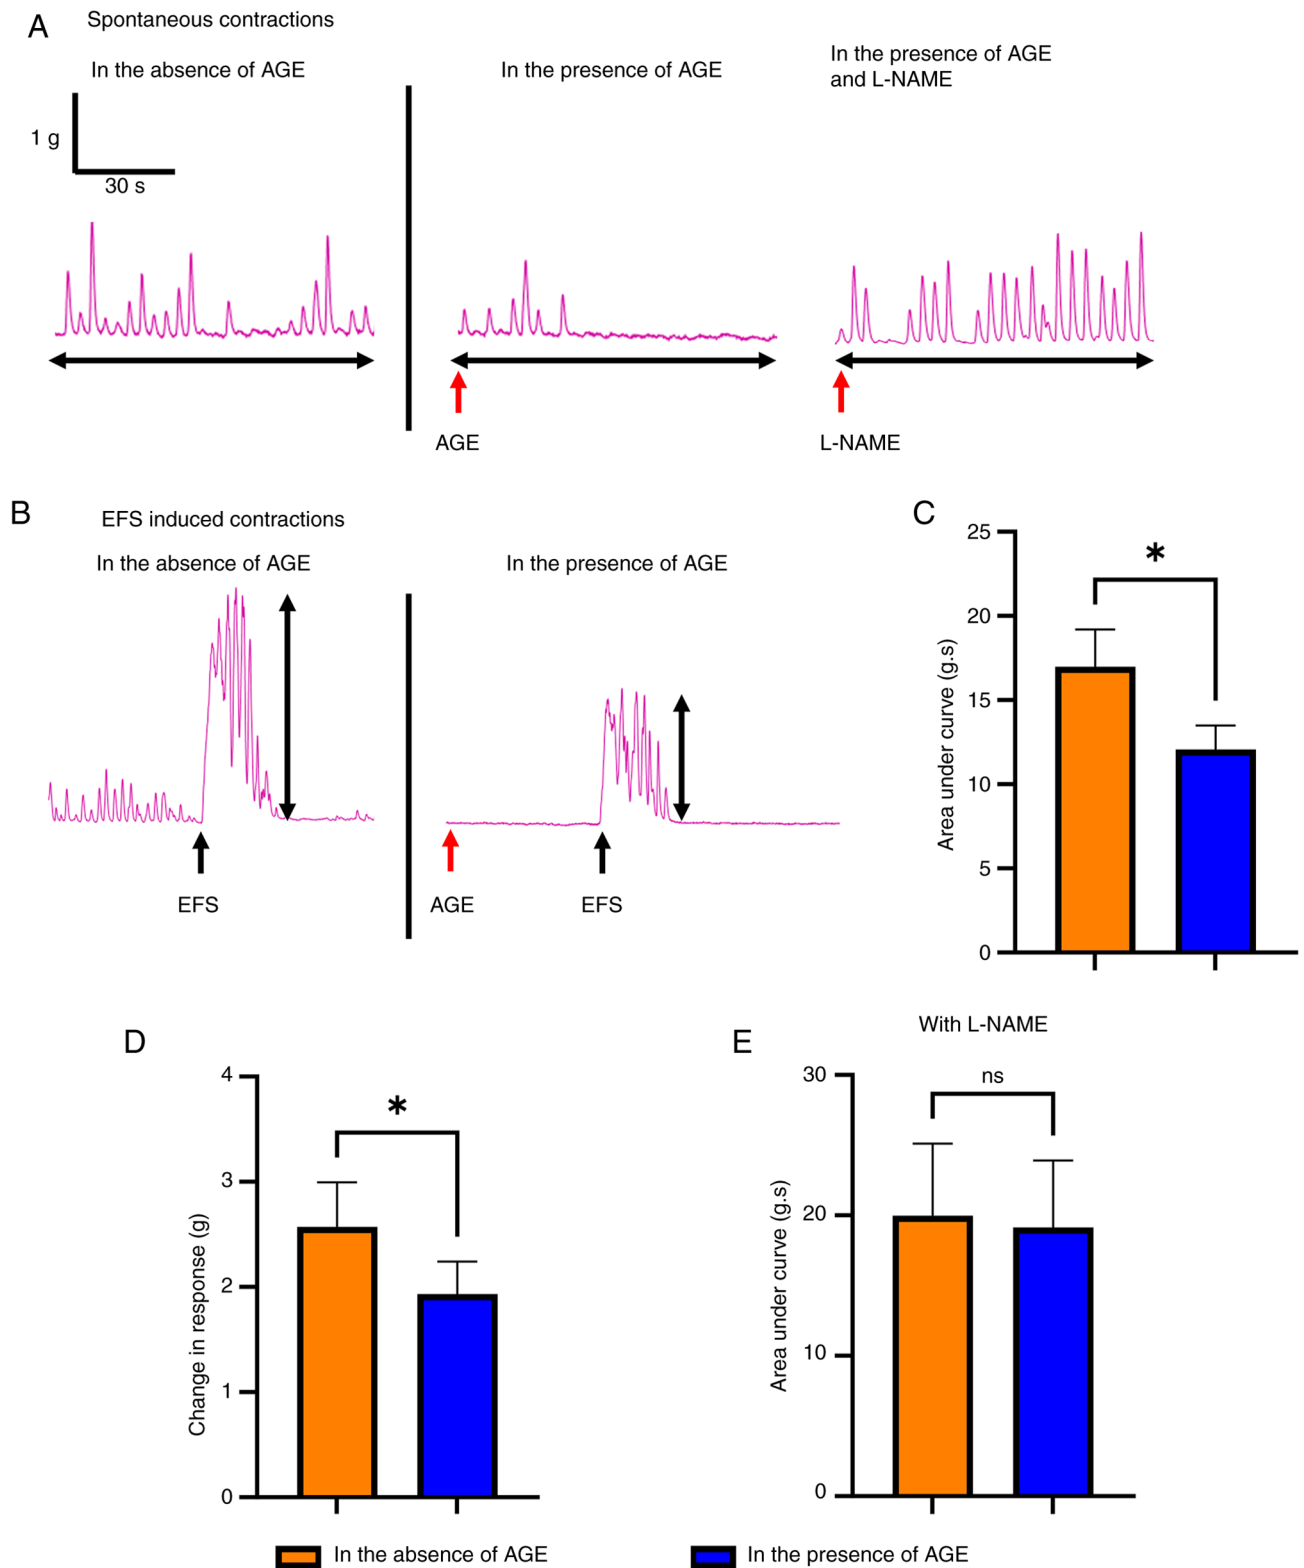 A
Spontaneous contractions
In the absence of AGE
In the presence of AGE
In the presence of AGE
and L-NAME
1 g
30 s
AGE
L-NAME
B
EFS induced contractions
In the absence of AGE
In the presence of AGE
EFS
AGE
EFS
C
25
20
15
10
5
0
Area under curve (g.s)
*
D
4
3
2
1
0
Change in response (g)
*
E
With L-NAME
30
20
10
0
Area under curve (g.s)
ns
In the absence of AGE
In the presence of AGE